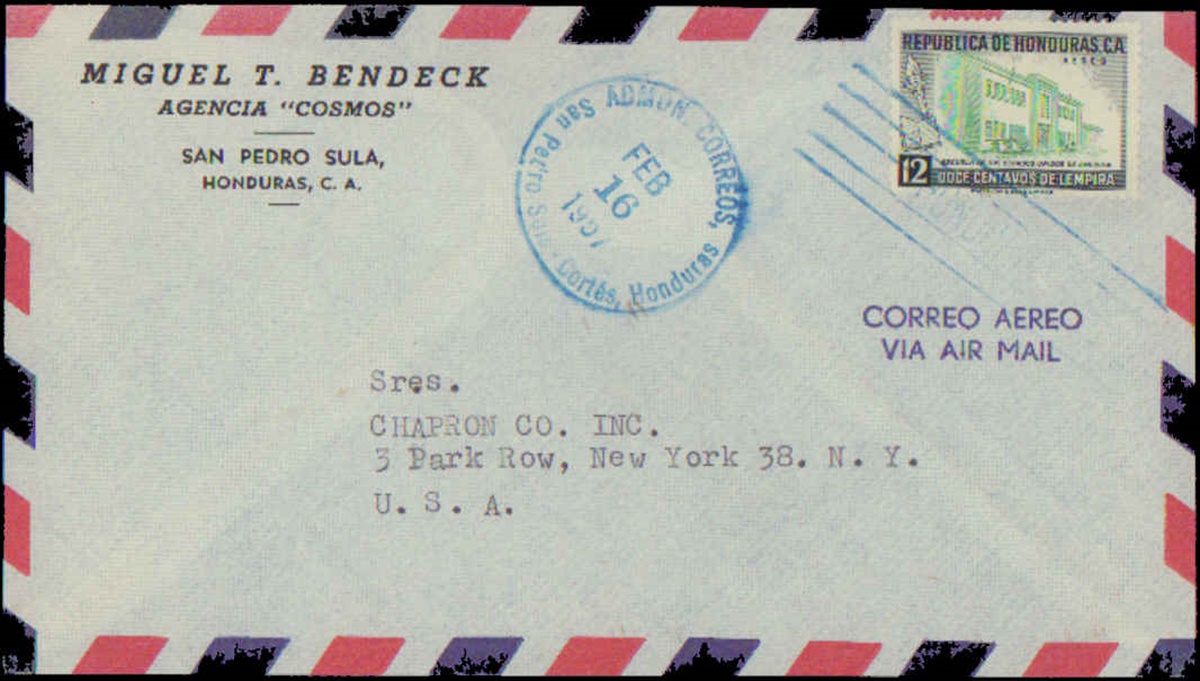 MIGUEL T. BENDECK
AGENCIA "COSMOS"
SAN PEDRO SULA,
HONDURAS, C. A.
ADMON. CORREOS,
San Pedro Sula - Cortés, Honduras
FEB
16
1957
REPUBLICA DE HONDURAS, C.A.
AEREO
12
DOCE CENTAVOS DE LEMPIRA
CORREO AEREO
VIA AIR MAIL
Sres.
CHAPRON CO. INC.
3 Park Row, New York 38. N. Y.
U. S. A.